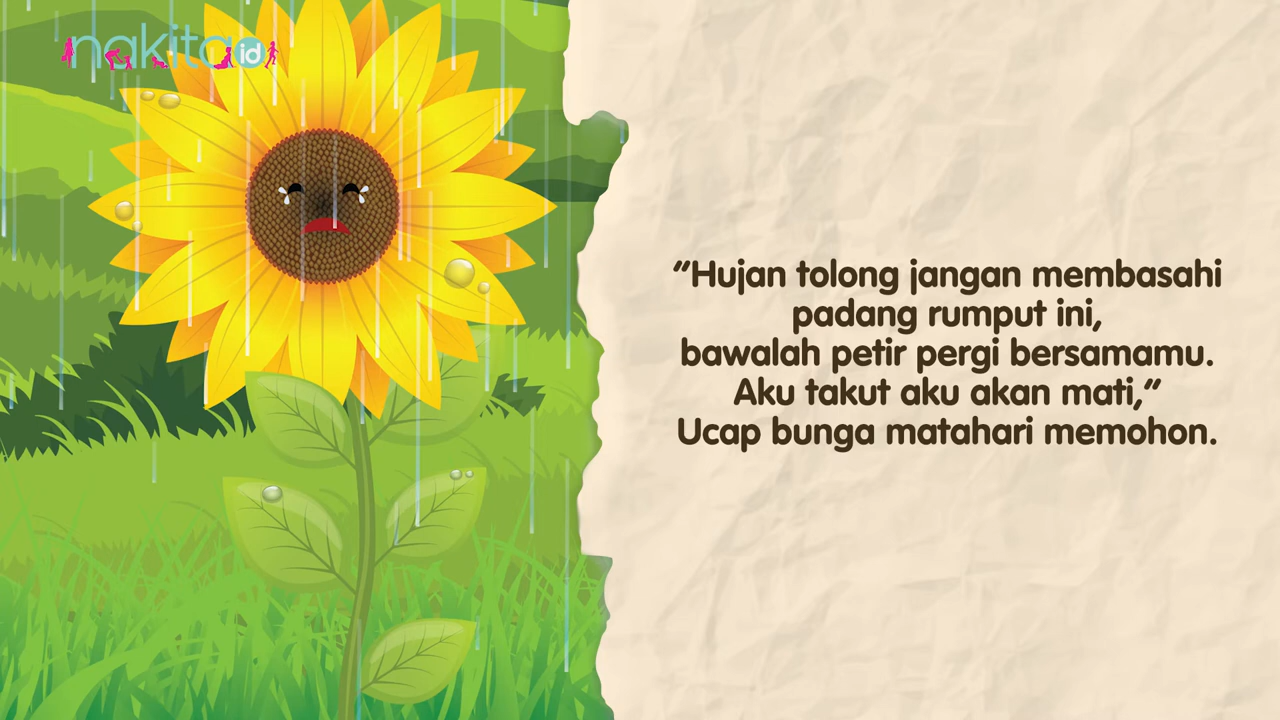 nakita id
"Hujan tolong jangan membasahi
padang rumput ini,
bawalah petir pergi bersamamu.
Aku takut aku akan mati,"
Ucap bunga matahari memohon.